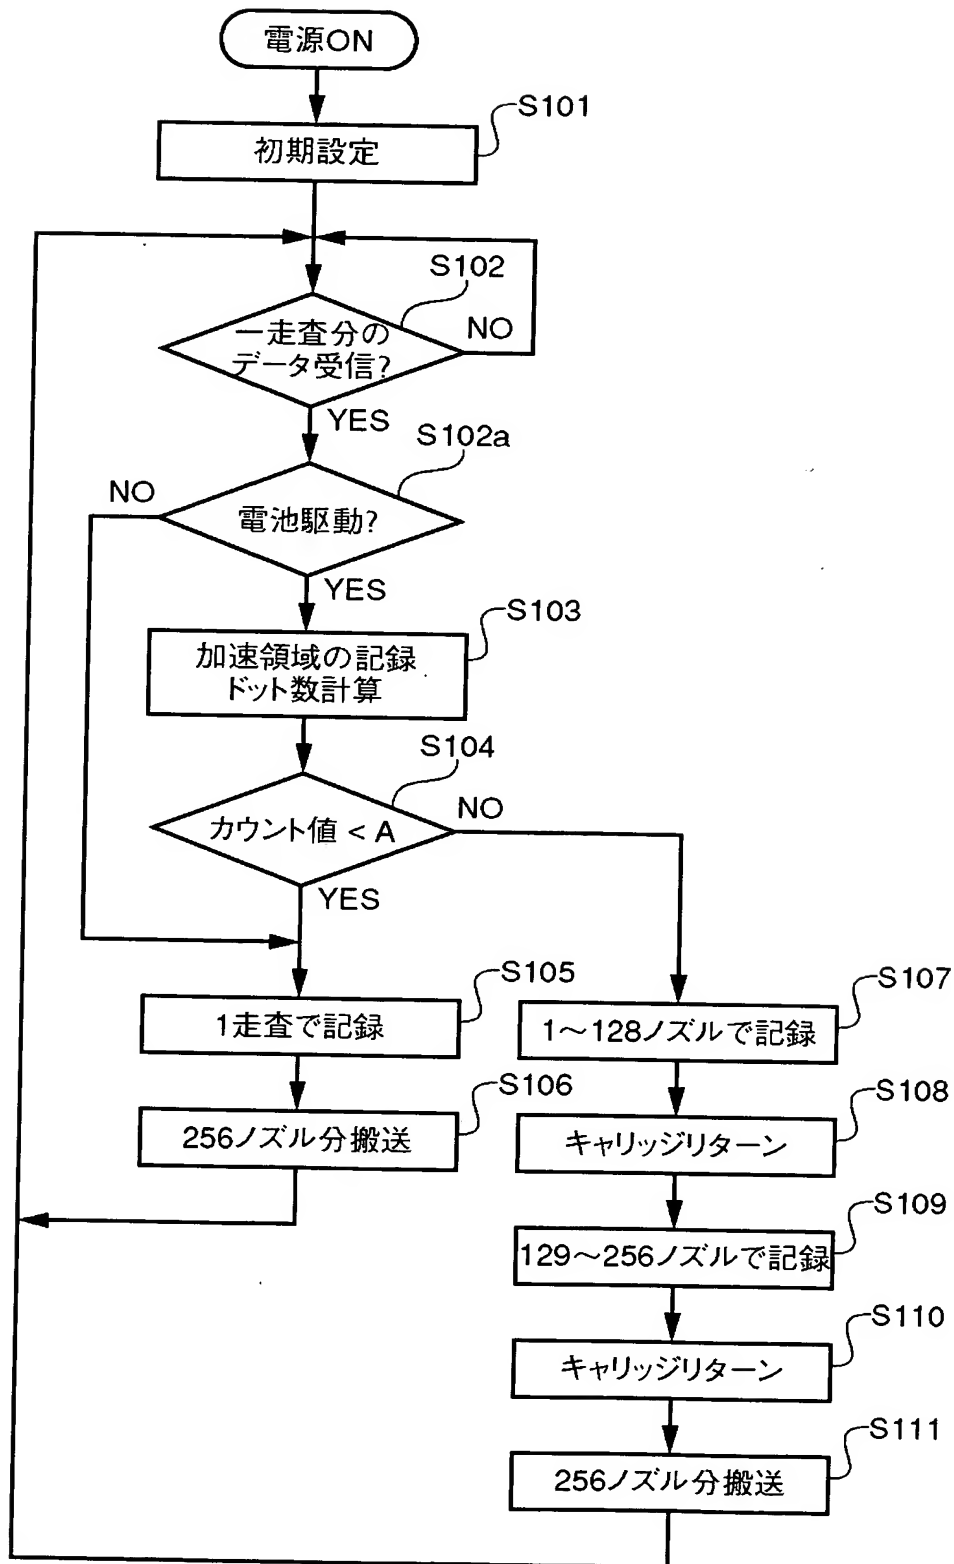 電源ON
S101
初期設定
S102
一走査分の
データ受信?
NO
YES
S102a
NO
電池駆動?
YES
S103
加速領域の記録
ドット数計算
S104
カウント値 < A
NO
YES
S105
1走査で記録
S106
256ノズル分搬送
S107
1～128ノズルで記録
S108
キャリッジリターン
S109
129～256ノズルで記録
S110
キャリッジリターン
S111
256ノズル分搬送